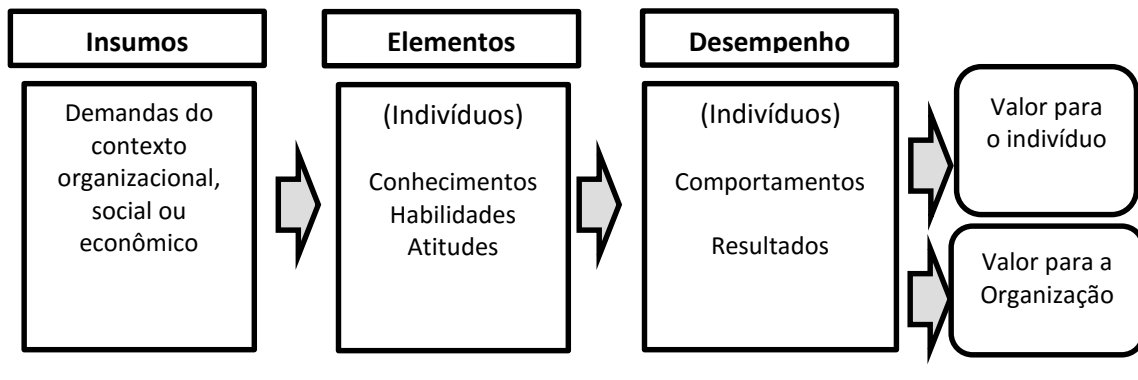 Insumos
Demandas do
contexto
organizacional,
social ou
econômico
Elementos
(Indivíduos)
Conhecimentos
Habilidades
Atitudes
Desempenho
(Indivíduos)
Comportamentos
Resultados
Valor para
o indivíduo
Valor para a
Organização